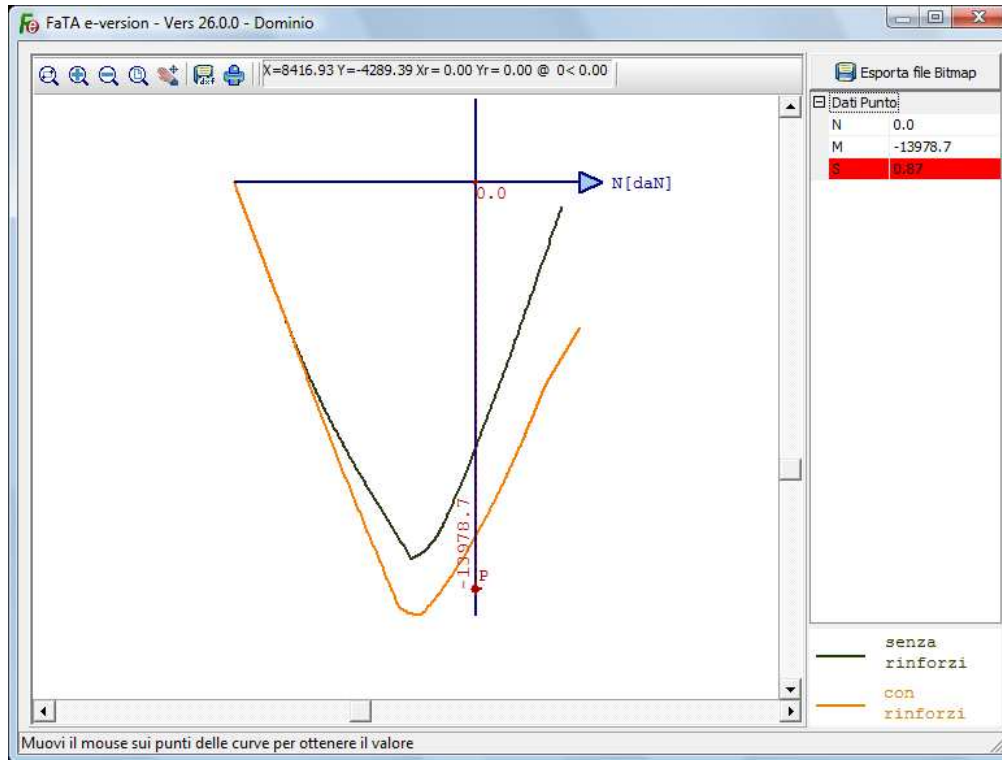 FaTA e-version - Vers 26.0.0 - Dominio
X=8416.93 Y=-4289.39 Xr= 0.00 Yr= 0.00 @ 0< 0.00
Esporta file Bitmap
Dati Punto
N 0.0
M -13978.7
S 0.87
N[daN]
0.0
-13978.7
P
senza
rinforzi
con
rinforzi
Muovi il mouse sui punti delle curve per ottenere il valore